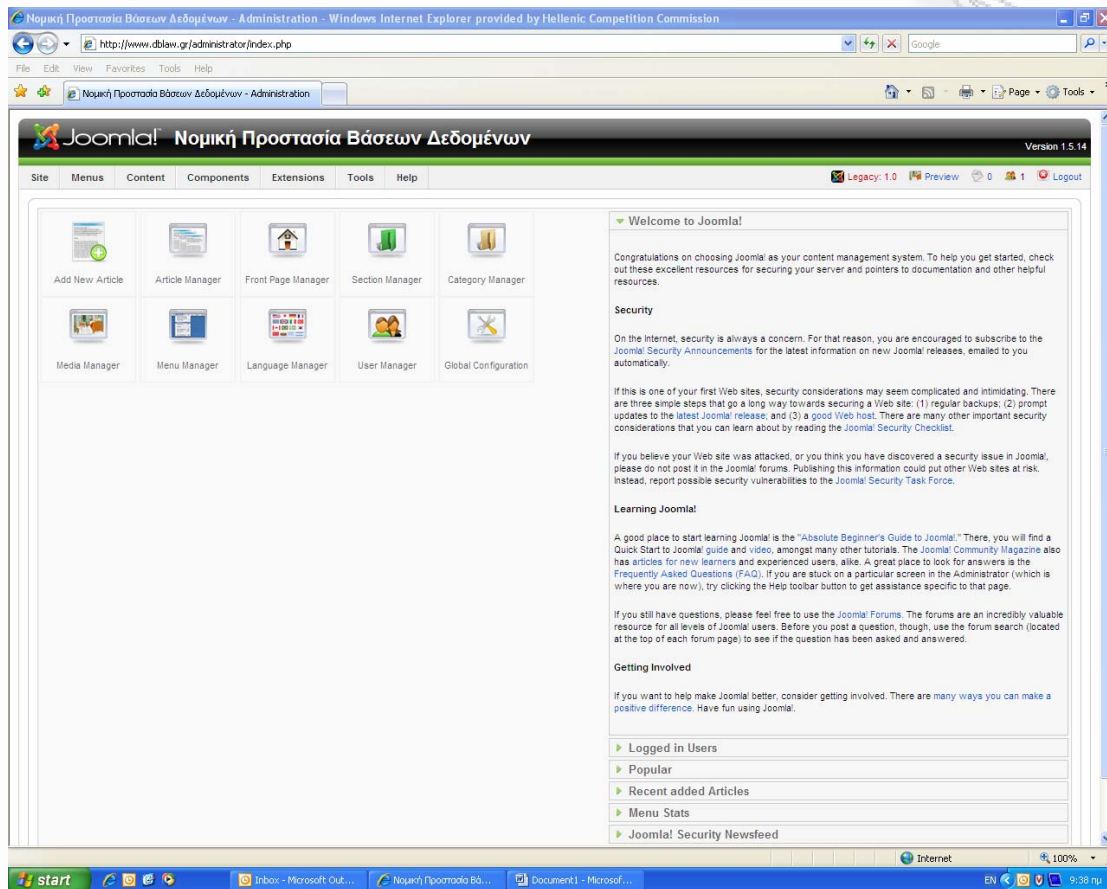 Νομική Προστασία Βάσεων Δεδομένων - Administration - Windows Internet Explorer provided by Hellenic Competition Commission
http://www.dblaw.gr/administrator/index.php
Google
File Edit View Favorites Tools Help
Νομική Προστασία Βάσεων Δεδομένων - Administration
Page Tools
Joomla! Νομική Προστασία Βάσεων Δεδομένων
Version 1.5.14
Site Menus Content Components Extensions Tools Help Legacy: 1.0 Preview 0 1 Logout
Add New Article Article Manager Front Page Manager Section Manager Category Manager
Media Manager Menu Manager Language Manager User Manager Global Configuration
Welcome to Joomla!
Congratulations on choosing Joomla! as your content management system. To help you get started, check
out these excellent resources for securing your server and pointers to documentation and other helpful
resources.
Security
On the Internet, security is always a concern. For that reason, you are encouraged to subscribe to the
Joomla! Security Announcements for the latest information on new Joomla! releases, emailed to you
automatically.
If this is one of your first Web sites, security considerations may seem complicated and intimidating. There
are three simple steps that go a long way towards securing a Web site: (1) regular backups; (2) prompt
updates to the latest Joomla! release; and (3) a good Web host. There are many other important security
considerations that you can learn about by reading the Joomla! Security Checklist.
If you believe your Web site was attacked, or you think you have discovered a security issue in Joomla!,
please do not post it in the Joomla! forums. Publishing this information could put other Web sites at risk.
Instead, report possible security vulnerabilities to the Joomla! Security Task Force.
Learning Joomla!
A good place to start learning Joomla! is the "Absolute Beginner's Guide to Joomla!." There, you will find a
Quick Start to Joomla! guide and video, amongst many other tutorials. The Joomla! Community Magazine also
has articles for new learners and experienced users, alike. A great place to look for answers is the
Frequently Asked Questions (FAQ). If you are stuck on a particular screen in the Administrator (which is
where you are now), try clicking the Help toolbar button to get assistance specific to that page.
If you still have questions, please feel free to use the Joomla! Forums. The forums are an incredibly valuable
resource for all levels of Joomla! users. Before you post a question, though, use the forum search (located
at the top of each forum page) to see if the question has been asked and answered.
Getting Involved
If you want to help make Joomla! better, consider getting involved. There are many ways you can make a
positive difference. Have fun using Joomla!.
Logged in Users
Popular
Recent added Articles
Menu Stats
Joomla! Security Newsfeed
Internet 100%
start Inbox - Microsoft Out... Νομική Προστασία Βά... Document1 - Microsof... EN 9:38 πμ